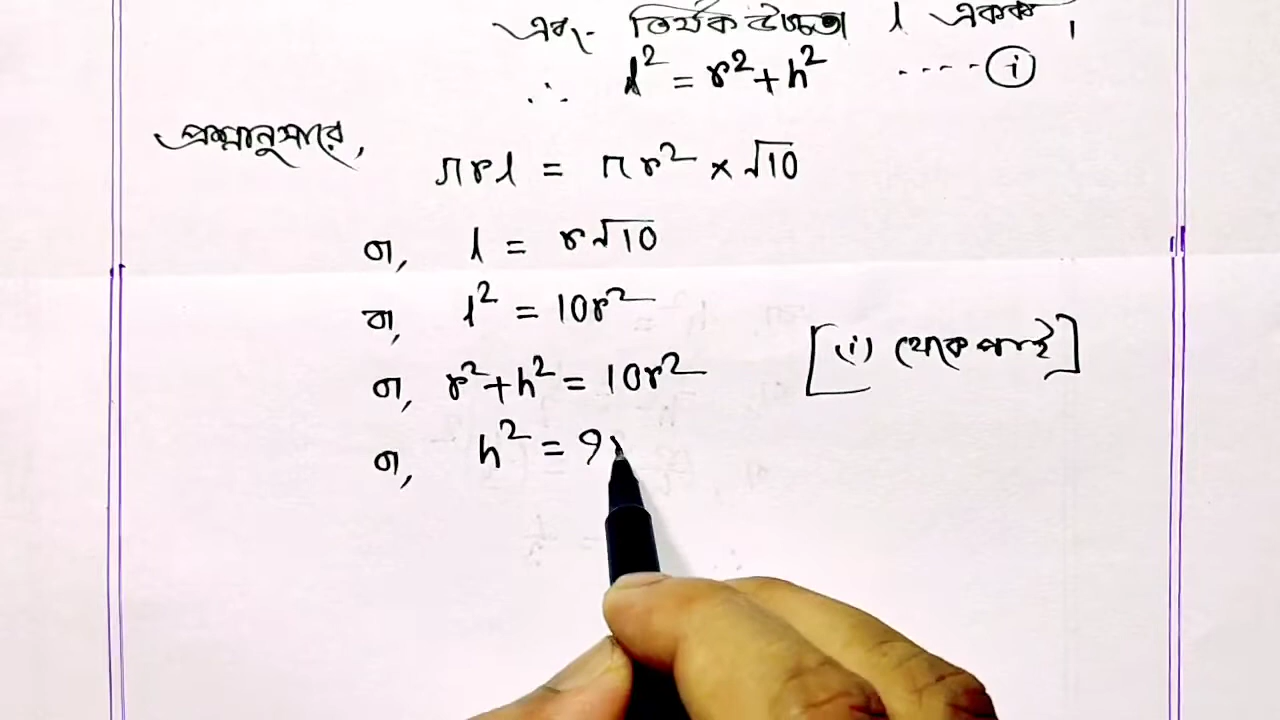 এবং তির্যক উচ্চতা l একক ।
∴ l² = r² + h² ---- (i)
প্রশ্নানুসারে,
πrl = πr² × √10
বা, l = r√10
বা, l² = 10r²
বা, r² + h² = 10r² [(i) থেকে পাই]
বা, h² = 9